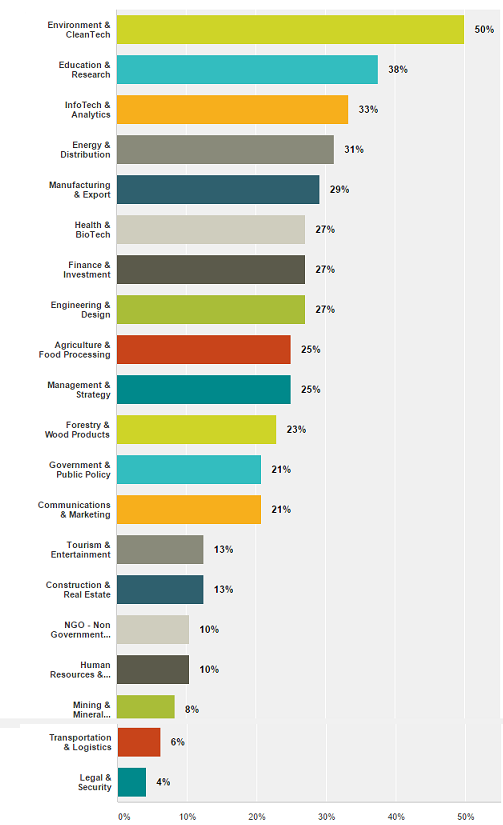 Environment &
CleanTech
50%
Education &
Research
38%
InfoTech &
Analytics
33%
Energy &
Distribution
31%
Manufacturing
& Export
29%
Health &
BioTech
27%
Finance &
Investment
27%
Engineering &
Design
27%
Agriculture &
Food Processing
25%
Management &
Strategy
25%
Forestry &
Wood Products
23%
Government &
Public Policy
21%
Communications
& Marketing
21%
Tourism &
Entertainment
13%
Construction &
Real Estate
13%
NGO - Non
Government...
10%
Human
Resources &...
10%
Mining &
Mineral...
8%
Transportation
& Logistics
6%
Legal &
Security
4%
0% 10% 20% 30% 40% 50%